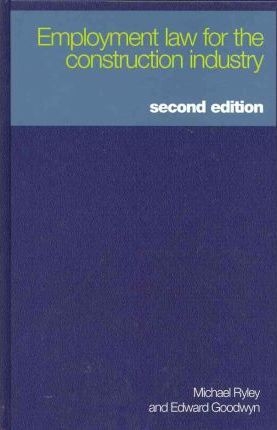 Employment law for the
construction industry
second edition
Michael Ryley
and Edward Goodwyn